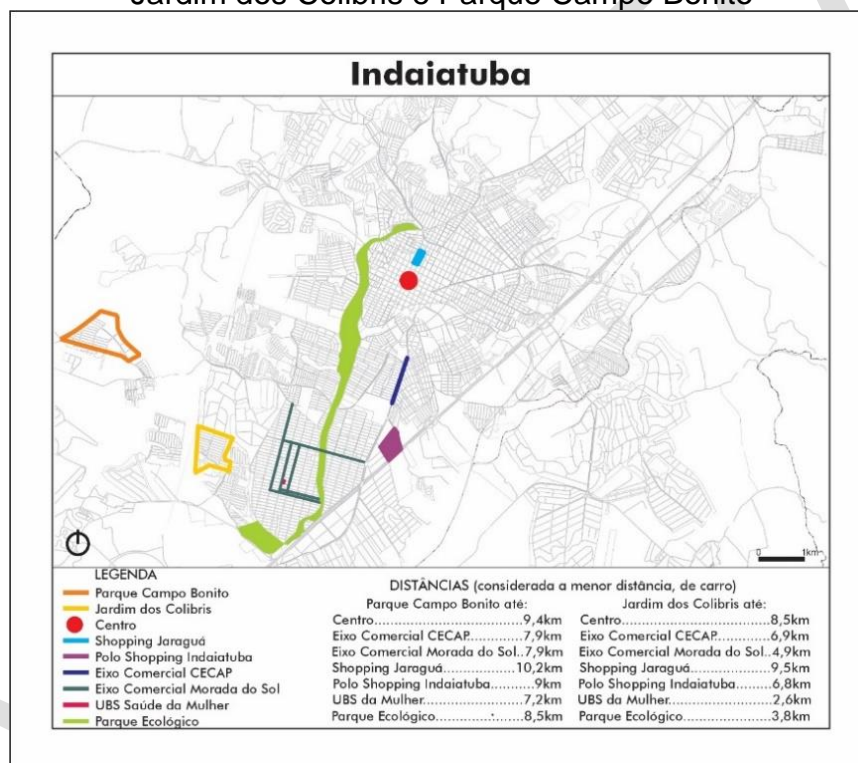 Jardim dos Colibris e Parque Campo Bonito
Indaiatuba
0 1km
LEGENDA
Parque Campo Bonito
Jardim dos Colibris
Centro
Shopping Jaraguá
Polo Shopping Indaiatuba
Eixo Comercial CECAP
Eixo Comercial Morada do Sol
UBS Saúde da Mulher
Parque Ecológico
DISTÂNCIAS (considerada a menor distância, de carro)
Parque Campo Bonito até:
Centro...........................................9,4km
Eixo Comercial CECAP................7,9km
Eixo Comercial Morada do Sol..7,9km
Shopping Jaraguá....................10,2km
Polo Shopping Indaiatuba............9km
UBS da Mulher...........................7,2km
Parque Ecológico.......................8,5km
Jardim dos Colibris até:
Centro.......................................8,5km
Eixo Comercial CECAP..............6,9km
Eixo Comercial Morada do Sol..4,9km
Shopping Jaraguá.....................9,5km
Polo Shopping Indaiatuba.........6,8km
UBS da Mulher..........................2,6km
Parque Ecológico......................3,8km